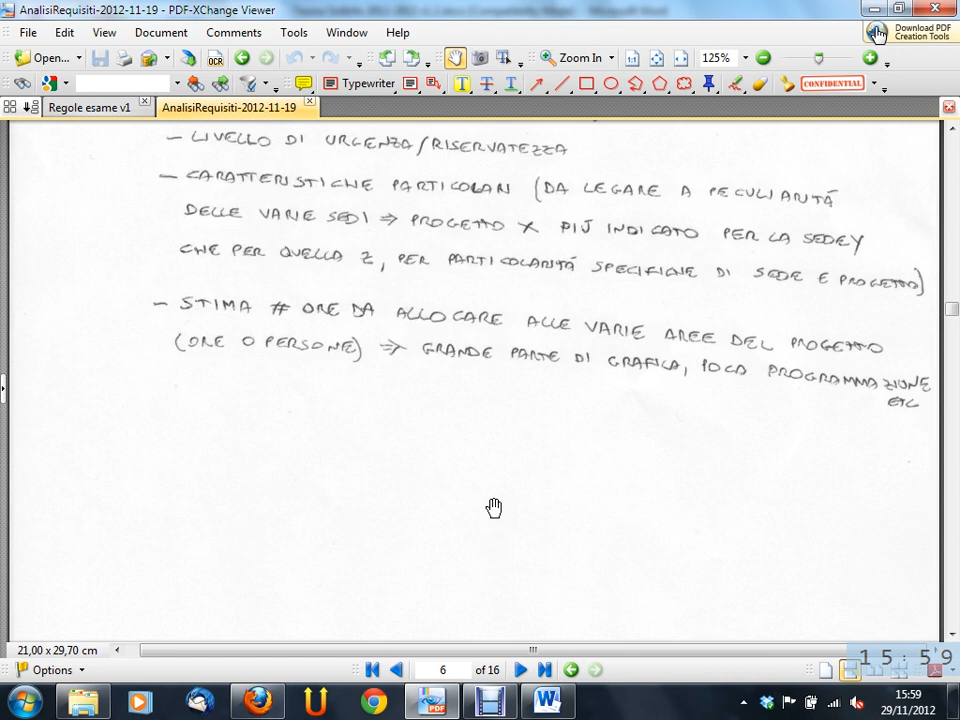 AnalisiRequisiti-2012-11-19 - PDF-XChange Viewer
File Edit View Document Comments Tools Window Help
Download PDF
Creation Tools
Open... OCR Zoom In 125%
Typewriter CONFIDENTIAL
Regole esame v1 AnalisiRequisiti-2012-11-19
- LIVELLO DI URGENZA/RISERVATEZZA
- CARATTERISTICHE PARTICOLARI (DA LEGARE A PECULIARITÁ
DELLE VARIE SEDI => PROGETTO X PIÚ INDICATO PER LA SEDE Y
CHE PER QUELLA Z, PER PARTICOLARITÁ SPECIFICHE DI SEDE E PROGETTO)
- STIMA # ORE DA ALLOCARE ALLE VARIE AREE DEL PROGETTO
(ORE O PERSONE) => GRANDE PARTE DI GRAFICA, POCA PROGRAMMAZIONE
ETC
21,00 x 29,70 cm
Options 6 of 16
15:59
15:59
29/11/2012